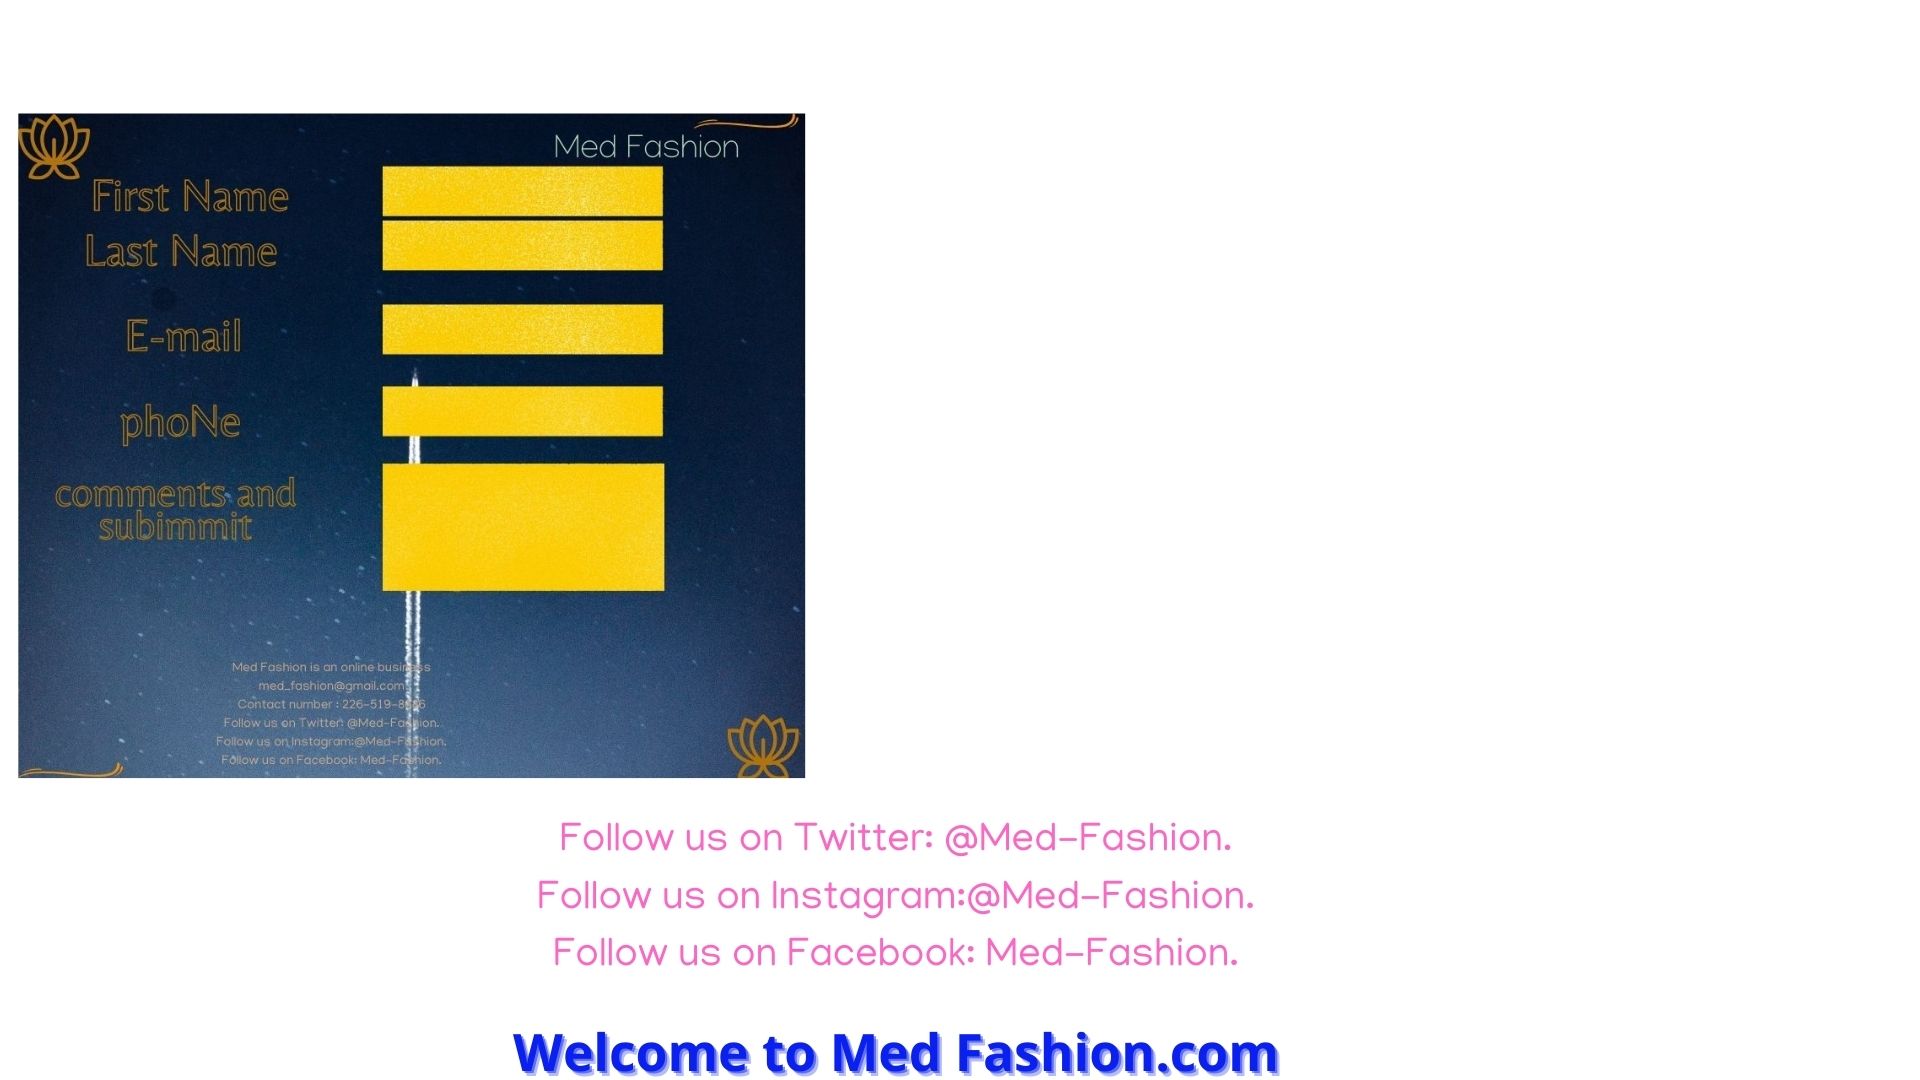 Med Fashion
First Name
Last Name
E-mail
phoNe
comments and
subimmit
Med Fashion is an online business
med_fashion@gmail.com
Contact number : 226-519-
Follow us on Twitter: @Med-Fashion.
Follow us on Instagram:@Med-Fashion.
Follow us on Facebook: Med-Fashion.
Follow us on Twitter: @Med-Fashion.
Follow us on Instagram:@Med-Fashion.
Follow us on Facebook: Med-Fashion.
Welcome to Med Fashion.com